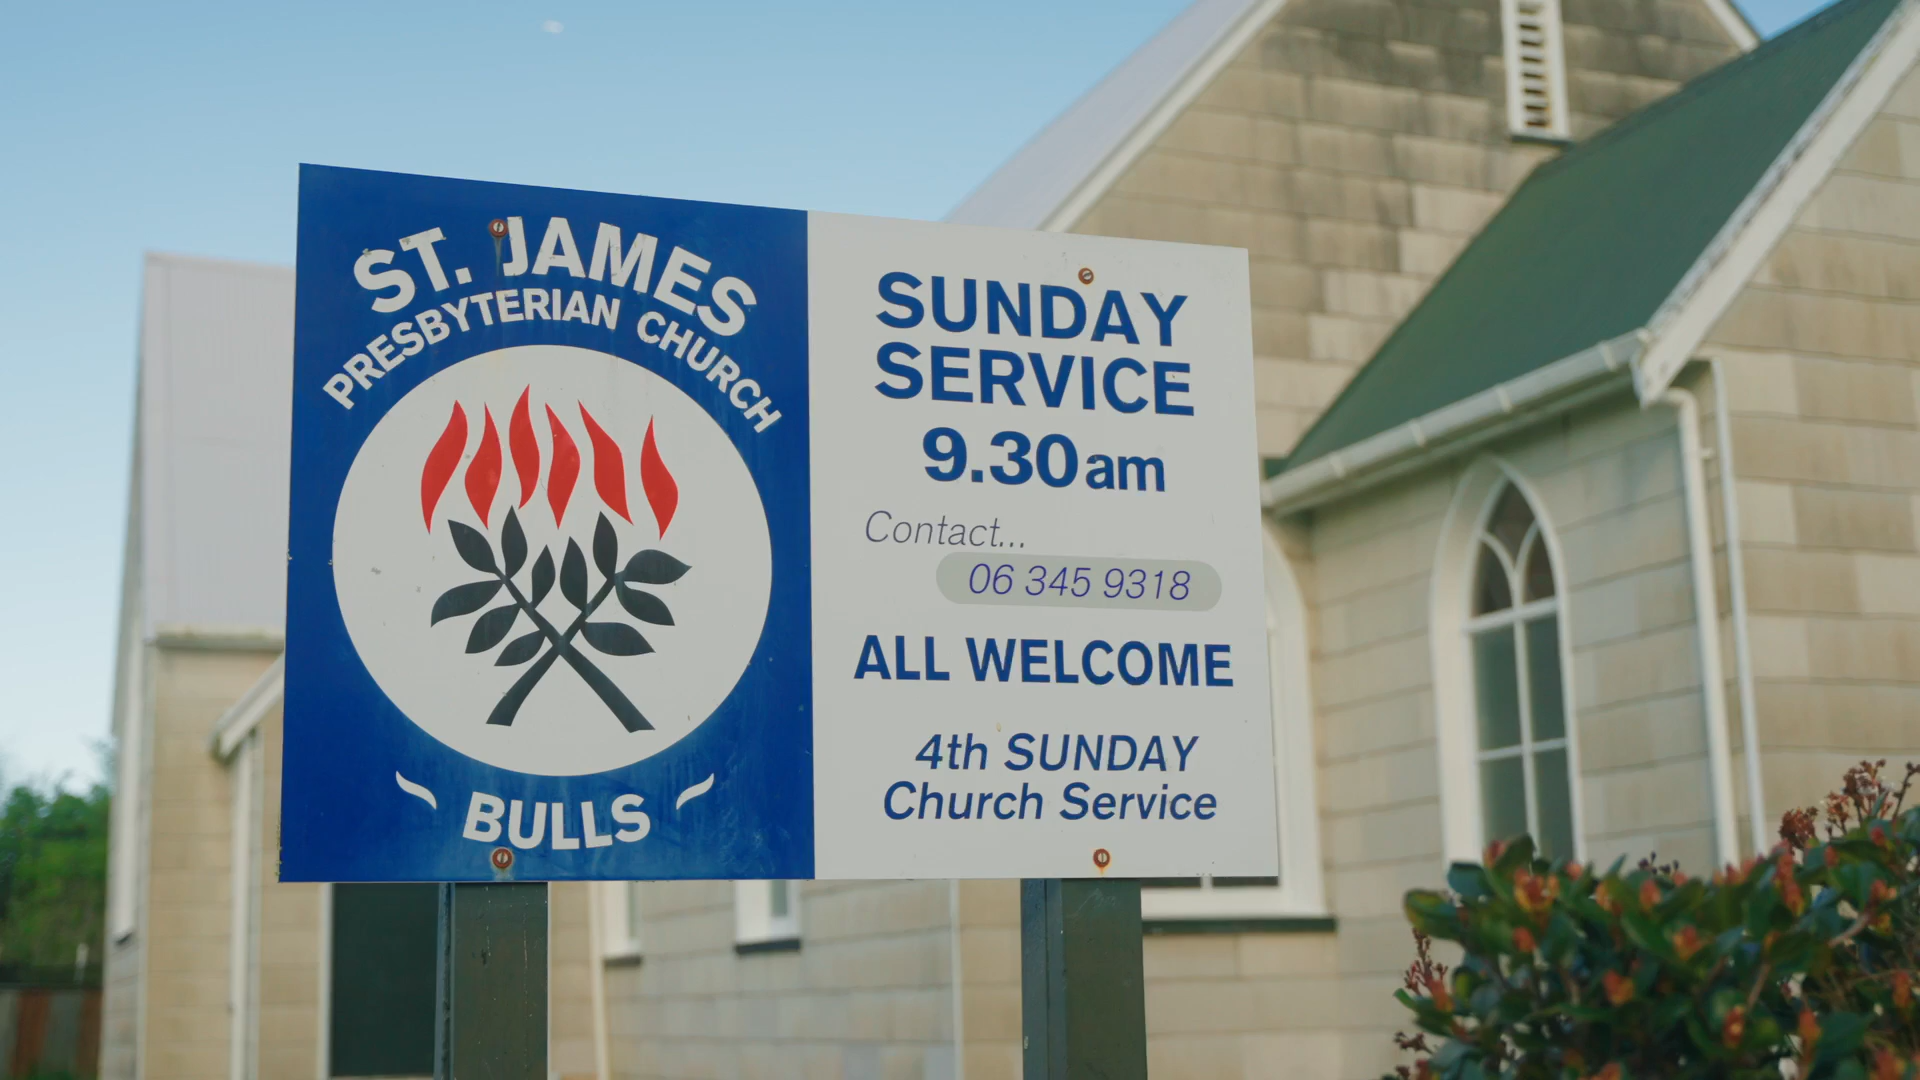 ST. JAMES
PRESBYTERIAN CHURCH
BULLS
SUNDAY
SERVICE
9.30am
Contact...
06 345 9318
ALL WELCOME
4th SUNDAY
Church Service